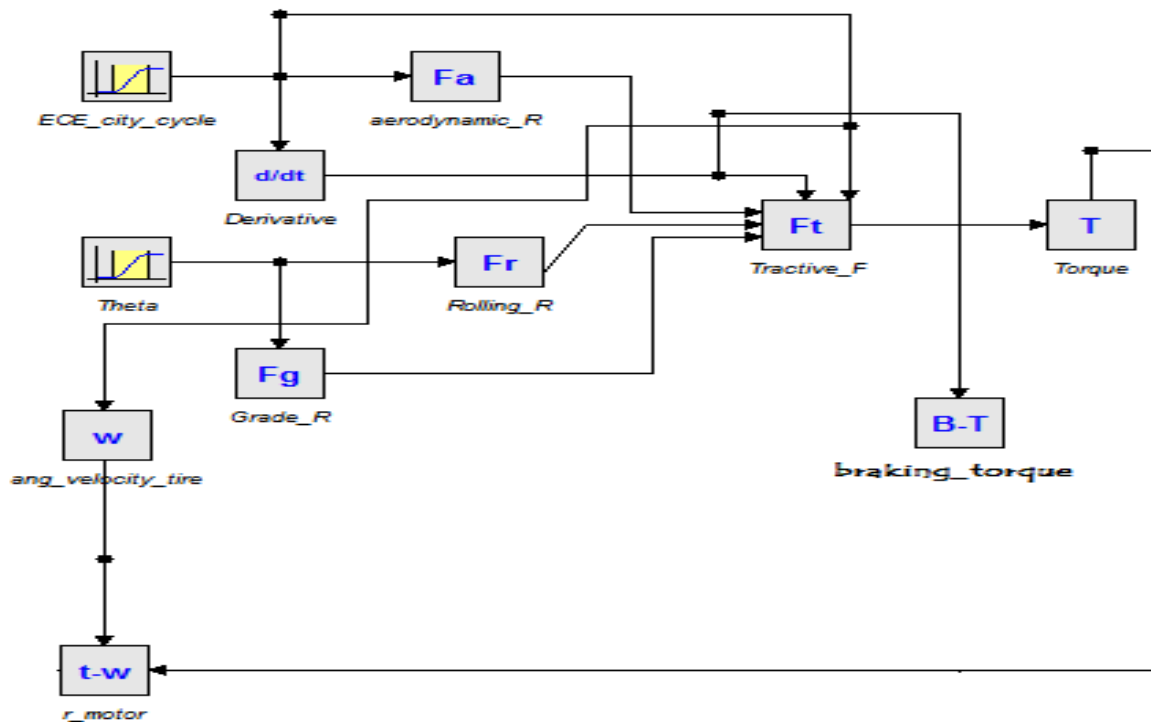 Fa
ECE_city_cycle
aerodynamic_R
d/dt
Derivative
Ft
T
Fr
Tractive_F
Torque
Theta
Rolling_R
Fg
Grade_R
B-T
w
braking_torque
ang_velocity_tire
t-w
r_motor